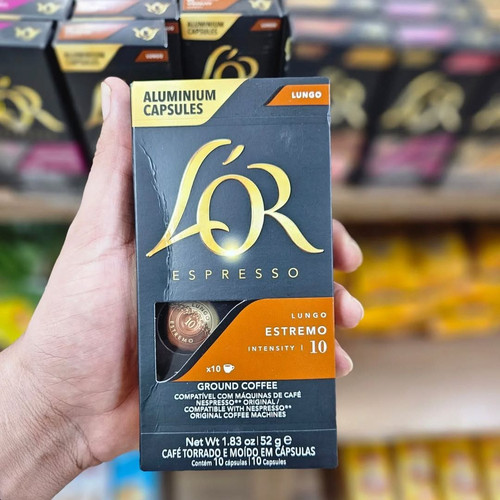 ALUMINIUM
CAPSULES
LUNGO
L'OR
ESPRESSO
LUNGO
ESTREMO
INTENSITY | 10
10
ESTREMO
x10
GROUND COFFEE
COMPATÍVEL COM MÁQUINAS DE CAFÉ
NESPRESSO®* ORIGINAL /
COMPATIBLE WITH NESPRESSO®*
ORIGINAL COFFEE MACHINES
Net Wt 1.83 oz | 52 g ℮
CAFÉ TORRADO E MOÍDO EM CÁPSULAS
Contém 10 cápsulas | 10 Capsules